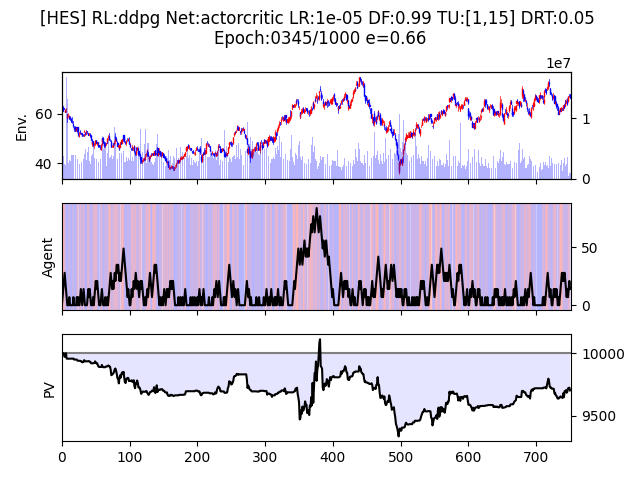 [HES] RL:ddpg Net:actorcritic LR:1e-05 DF:0.99 TU:[1,15] DRT:0.05
Epoch:0345/1000 e=0.66
1e7
Env.
60
40
1
0
Agent
50
0
PV
10000
9500
0 100 200 300 400 500 600 700